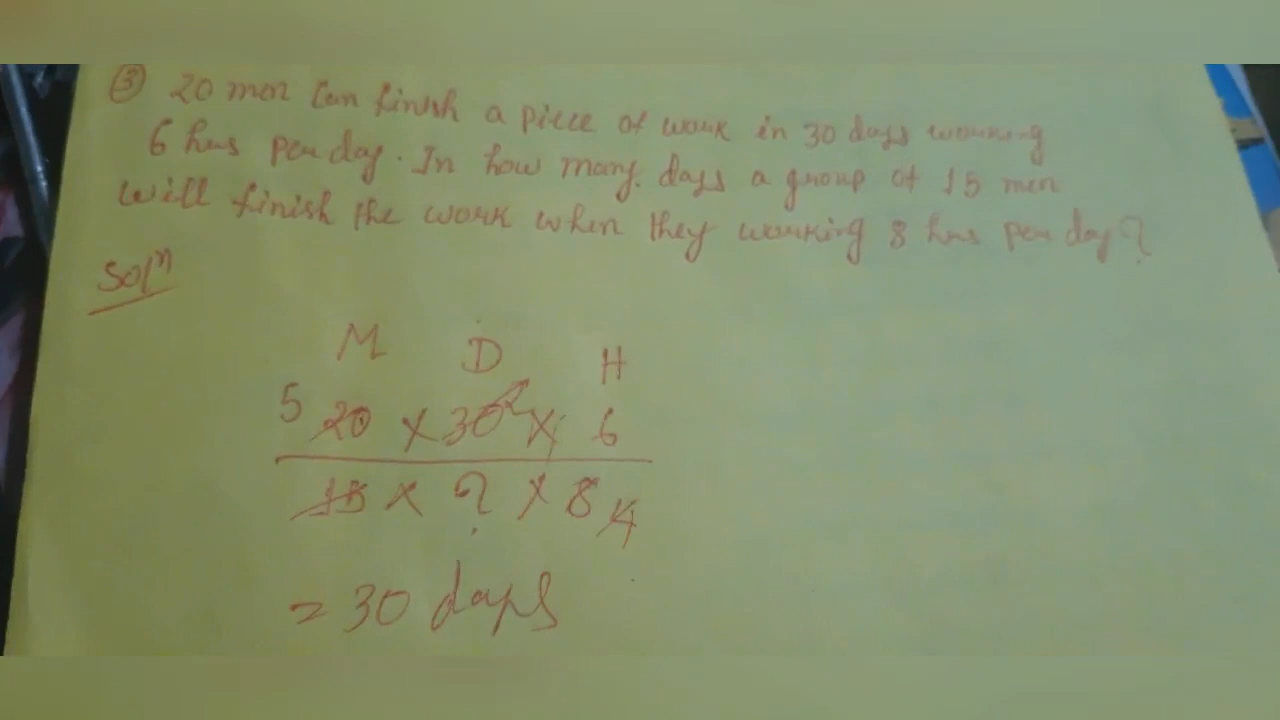 ③ 20 men can finish a piece of work in 30 days working
6 hrs per day. In how many days a group of 15 men
will finish the work when they working 8 hrs per day?
Solⁿ
M D H
5 20 × 30 2 × 6
15 × ? × 8 4
= 30 days